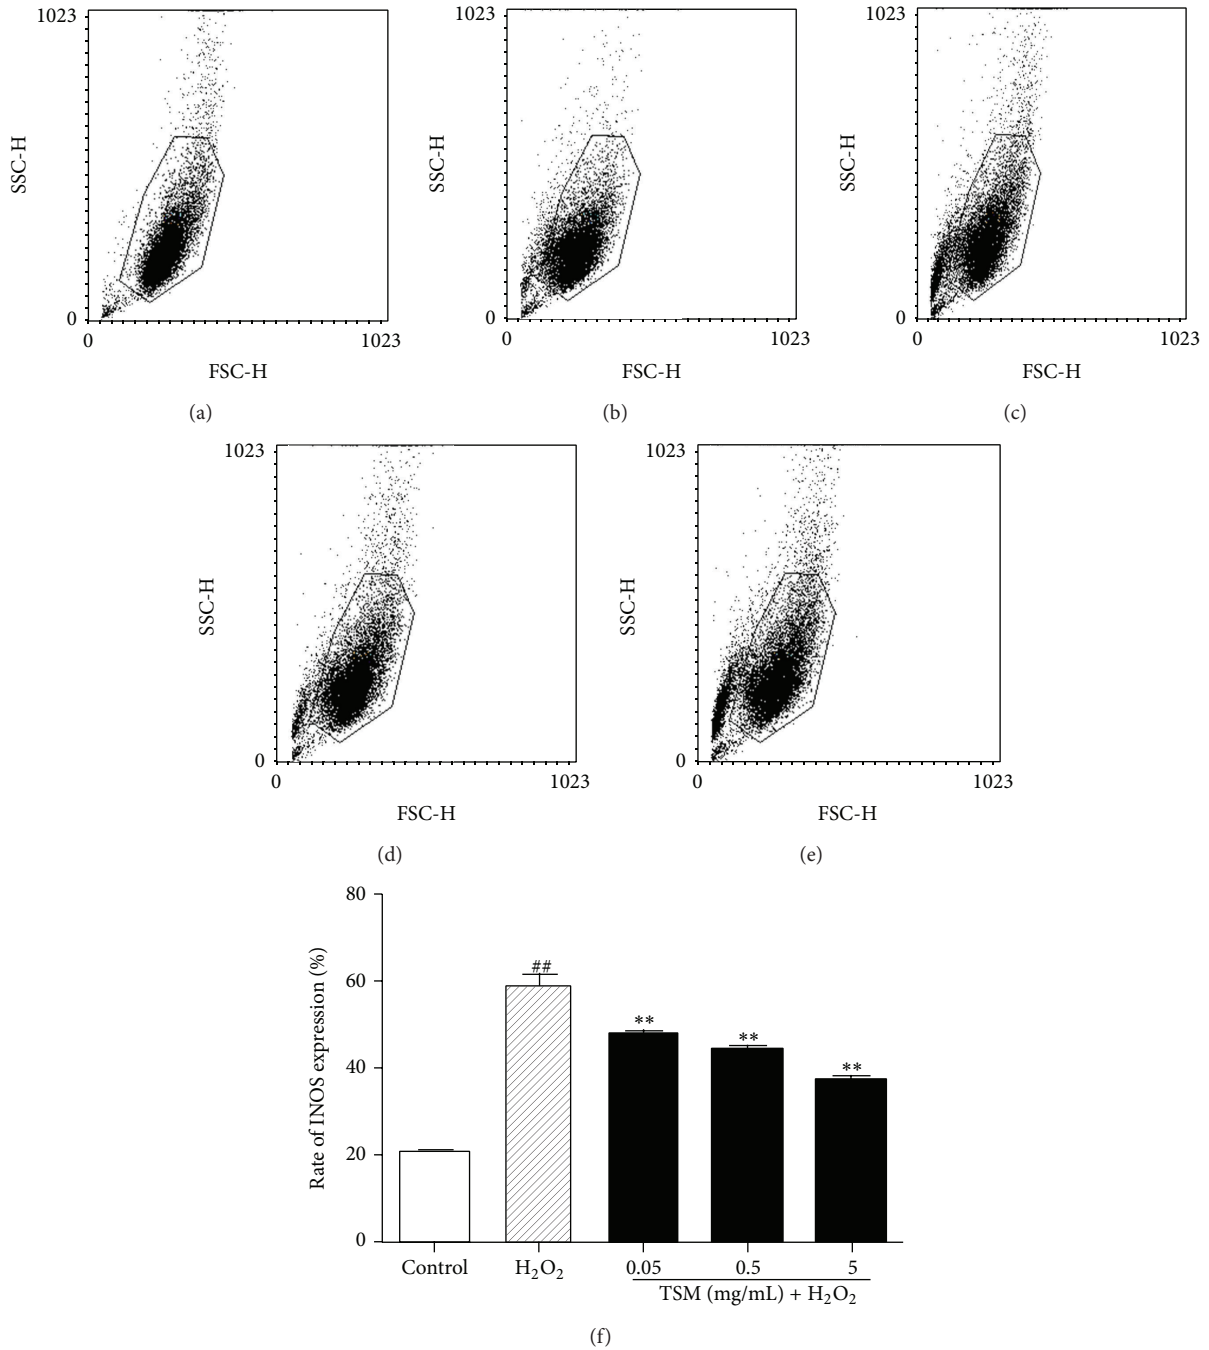 1023
SSC-H
0
0 1023
FSC-H
(a)
1023
SSC-H
0
0 1023
FSC-H
(b)
1023
SSC-H
0
0 1023
FSC-H
(c)
1023
SSC-H
0
0 1023
FSC-H
(d)
1023
SSC-H
0
0 1023
FSC-H
(e)
Rate of INOS expression (%)
80
60
40
20
0
##
**
**
**
Control H₂O₂ 0.05 0.5 5
TSM (mg/mL) + H₂O₂
(f)